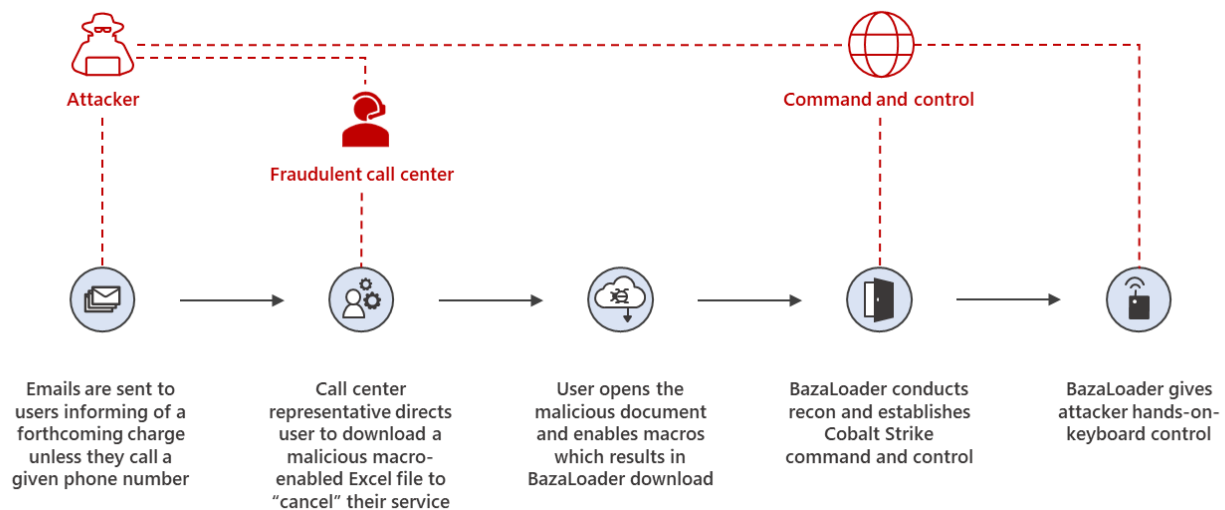 Attacker
Command and control
Fraudulent call center
Emails are sent to
users informing of a
forthcoming charge
unless they call a
given phone number
Call center
representative directs
user to download a
malicious macro-
enabled Excel file to
“cancel” their service
User opens the
malicious document
and enables macros
which results in
BazaLoader download
BazaLoader conducts
recon and establishes
Cobalt Strike
command and control
BazaLoader gives
attacker hands-on-
keyboard control